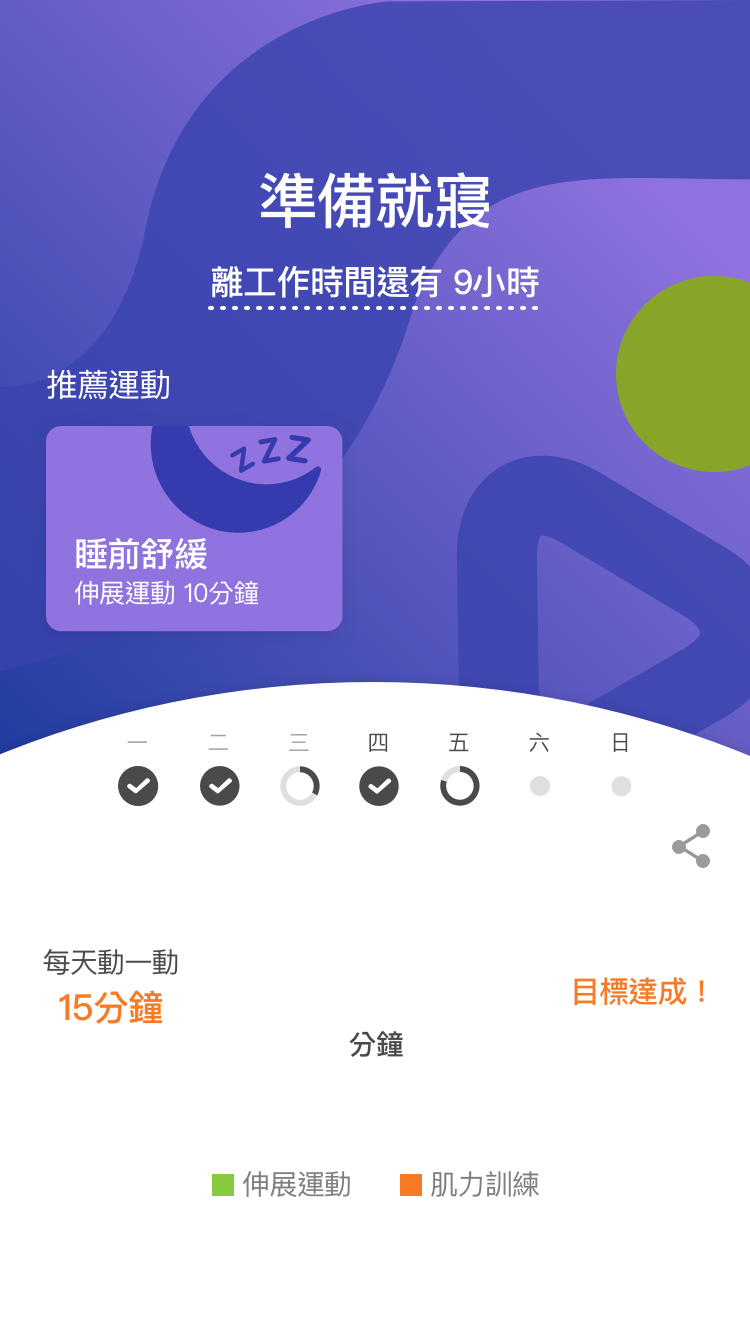 準備就寢
離工作時間還有 9小時
推薦運動
zzZ
睡前舒緩
伸展運動 10分鐘
一 二 三 四 五 六 日
每天動一動
15分鐘
目標達成！
分鐘
伸展運動 肌力訓練